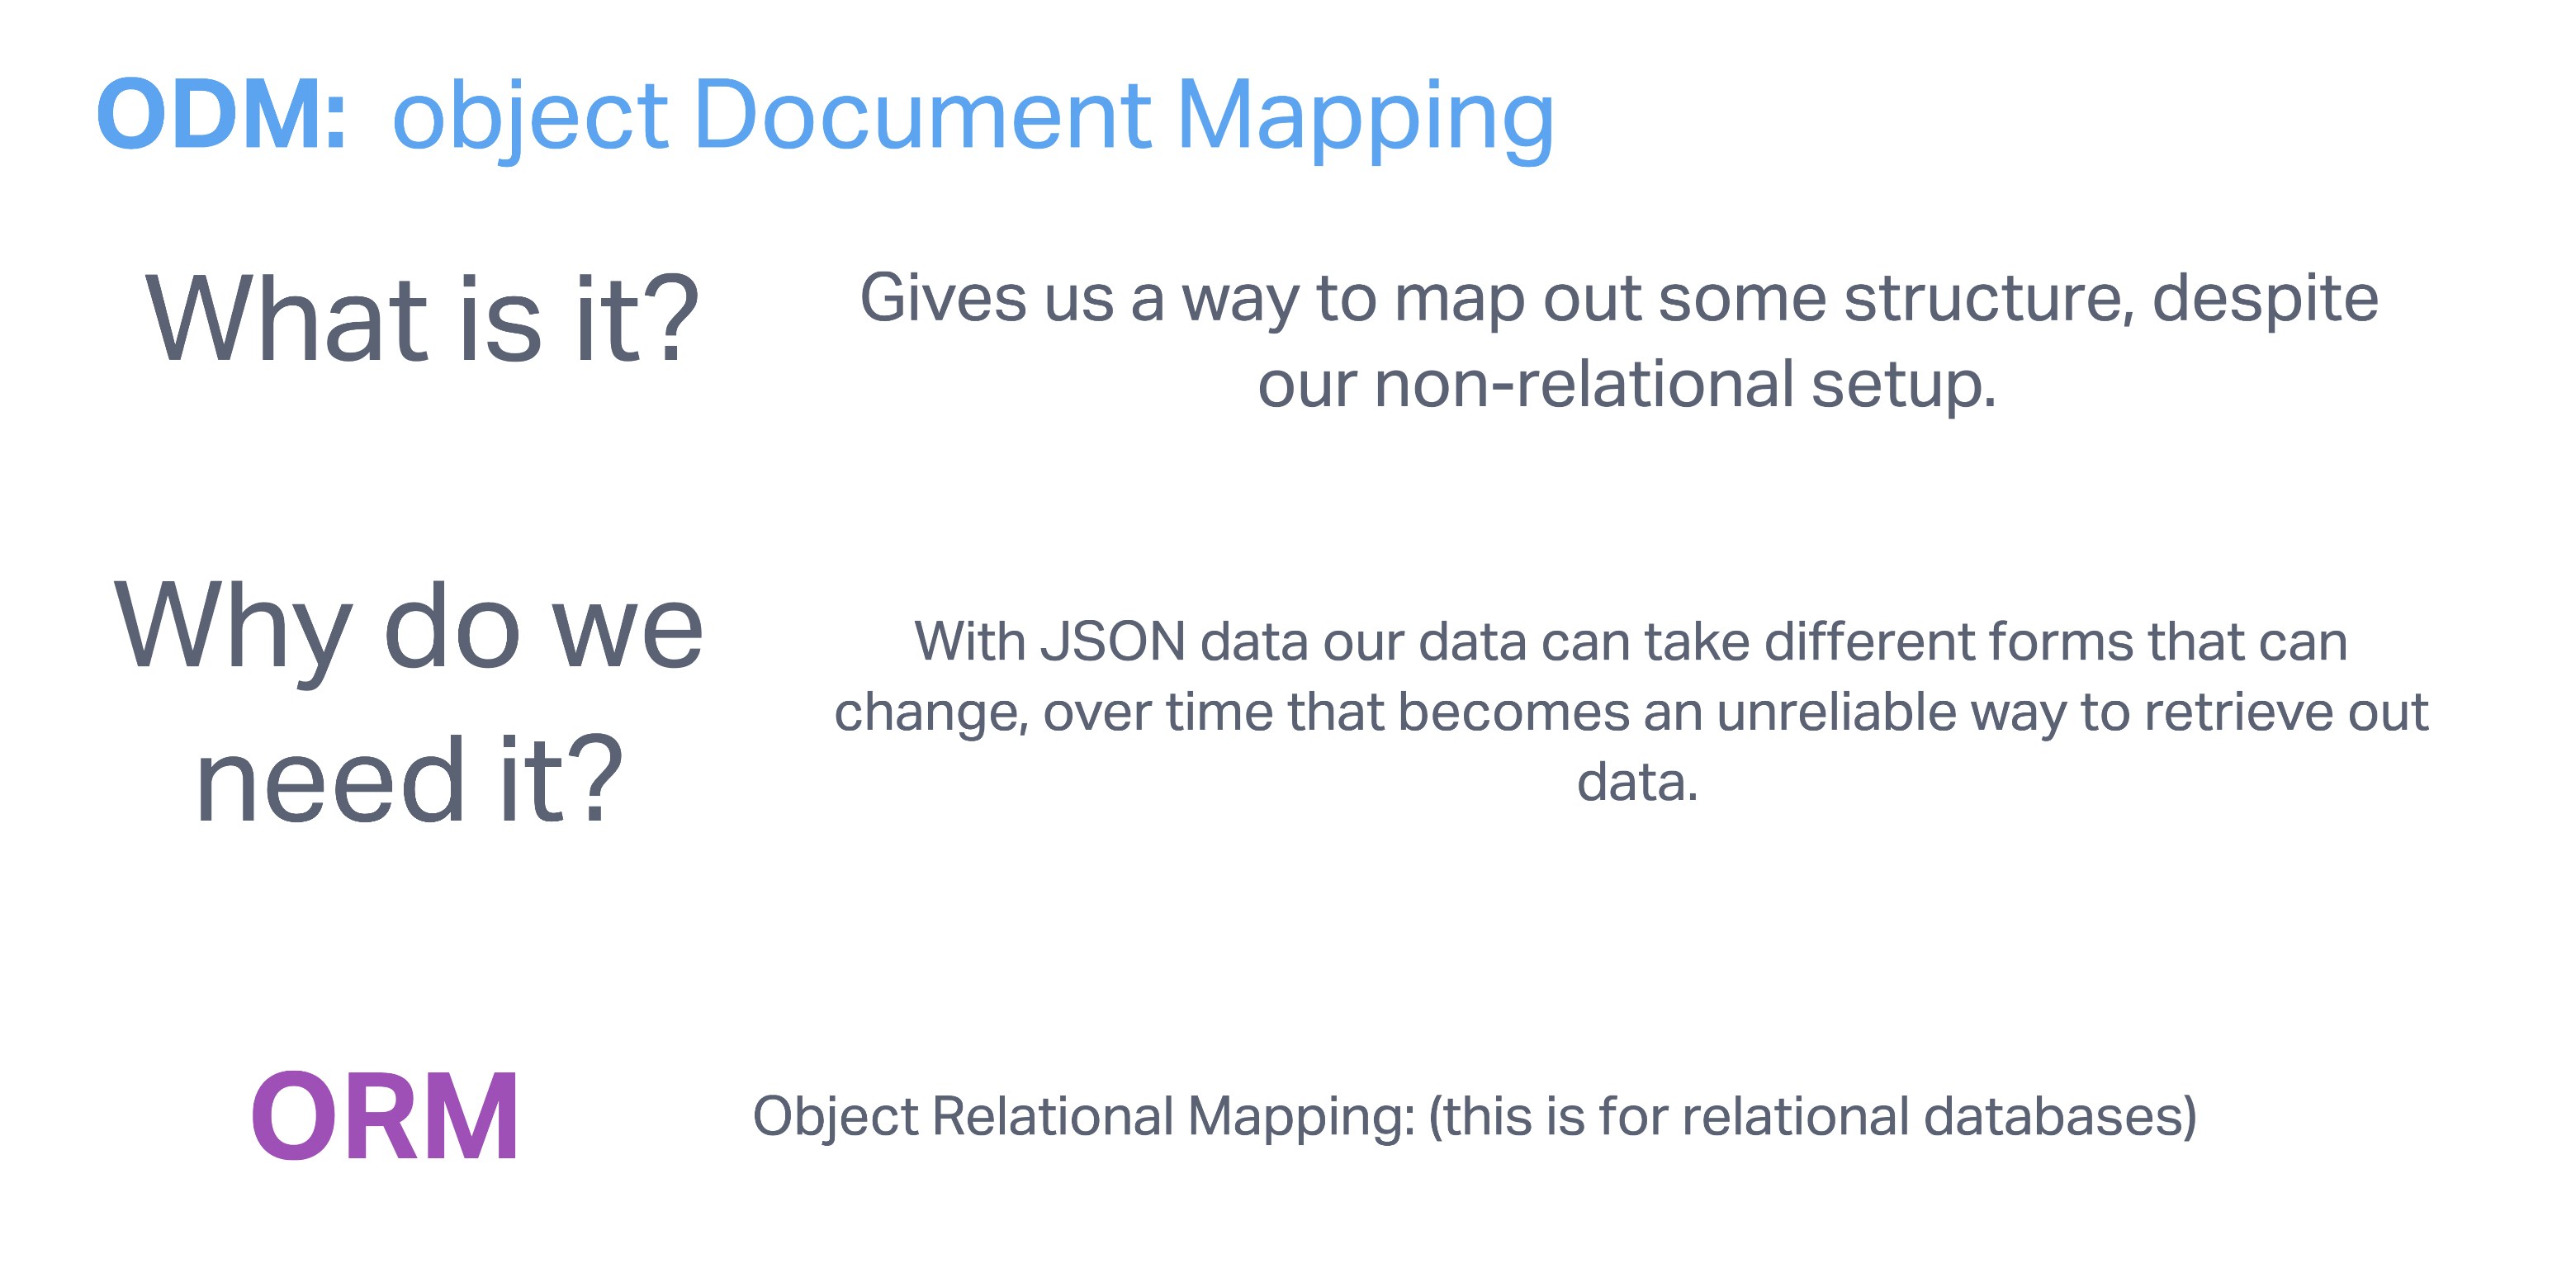 ODM: object Document Mapping
What is it?
Gives us a way to map out some structure, despite
our non-relational setup.
Why do we
need it?
With JSON data our data can take different forms that can
change, over time that becomes an unreliable way to retrieve out
data.
ORM
Object Relational Mapping: (this is for relational databases)